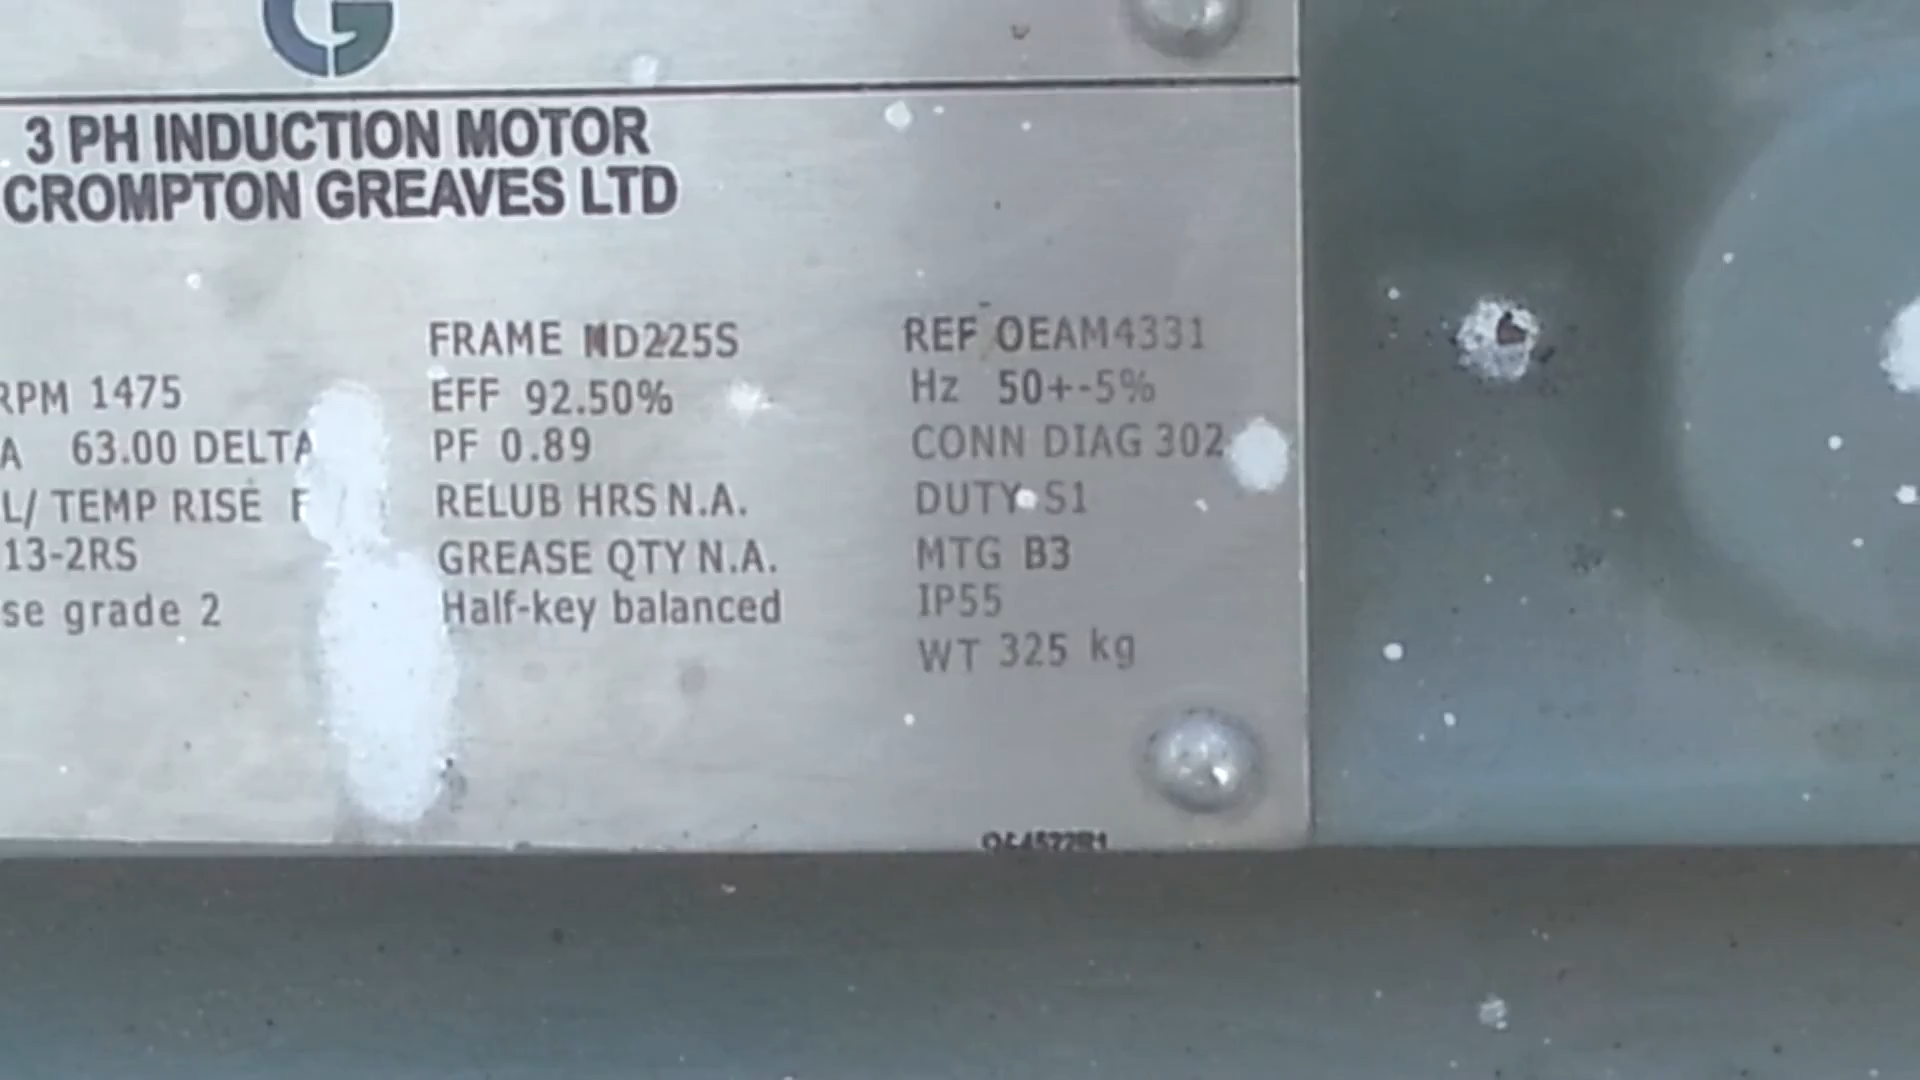 3 PH INDUCTION MOTOR
CROMPTON GREAVES LTD
FRAME ND225S REF OEAM4331
RPM 1475 EFF 92.50% Hz 50+-5%
A 63.00 DELTA PF 0.89 CONN DIAG 302
L/ TEMP RISE F RELUB HRS N.A. DUTY S1
13-2RS GREASE QTY N.A. MTG B3
se grade 2 Half-key balanced IP55
WT 325 kg